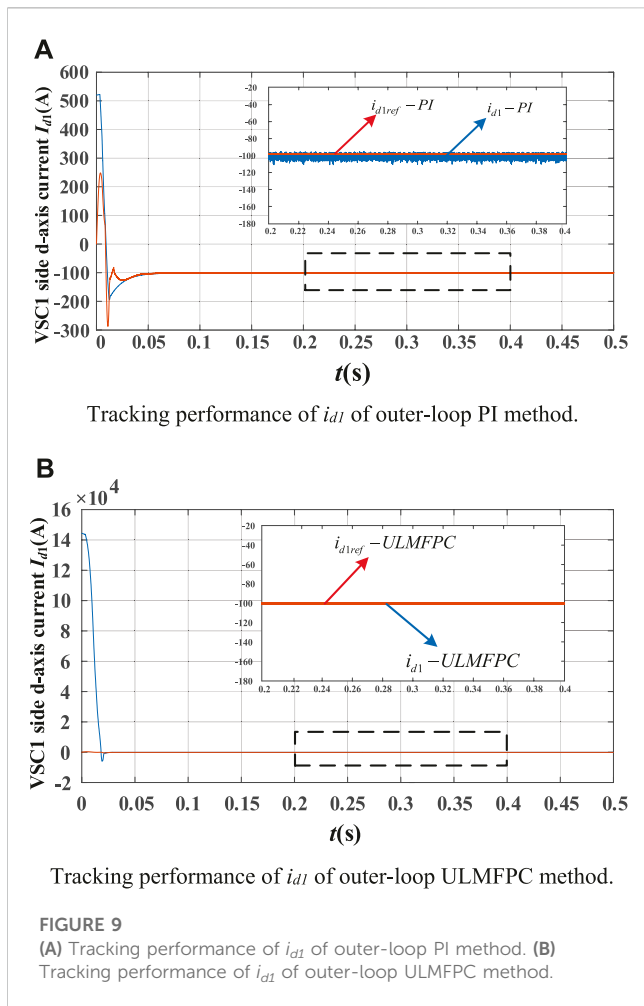 A
VSC1 side d-axis current Id1(A)
600
500
400
300
200
100
0
-100
-200
-300
0 0.05 0.1 0.15 0.2 0.25 0.3 0.35 0.4 0.45 0.5
t(s)
-20
-40
-60
-80
-100
-120
-140
-160
-180
0.2 0.22 0.24 0.26 0.28 0.3 0.32 0.34 0.36 0.38 0.4
id1ref-PI
id1-PI
Tracking performance of id1 of outer-loop PI method.
B
VSC1 side d-axis current Id1(A)
×10^4
16
14
12
10
8
6
4
2
0
-2
0 0.05 0.1 0.15 0.2 0.25 0.3 0.35 0.4 0.45 0.5
t(s)
-20
-40
-60
-80
-100
-120
-140
-160
-180
0.2 0.22 0.24 0.26 0.28 0.3 0.32 0.34 0.36 0.38 0.4
id1ref-ULMFPC
id1-ULMFPC
Tracking performance of id1 of outer-loop ULMFPC method.
FIGURE 9
(A) Tracking performance of id1 of outer-loop PI method. (B)
Tracking performance of id1 of outer-loop ULMFPC method.